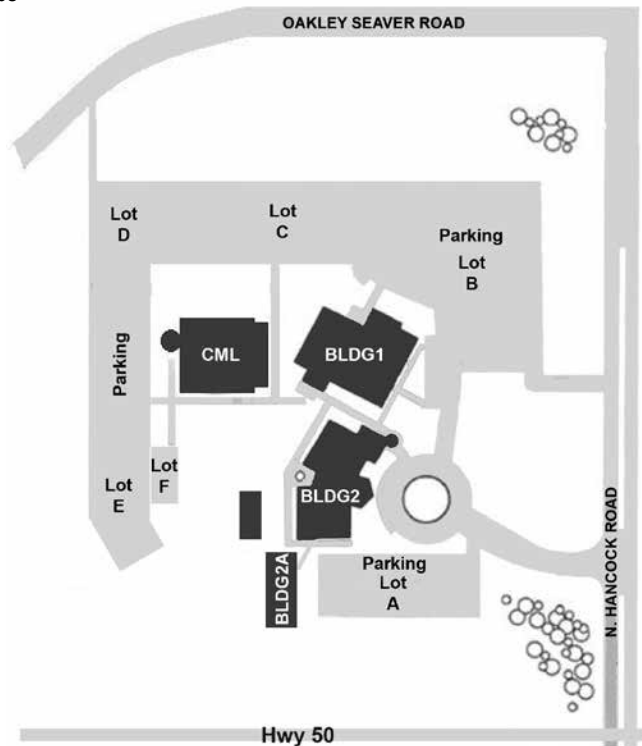 OAKLEY SEAVER ROAD
Lot
D
Lot
C
Parking
Lot
B
CML
BLDG1
Parking
Lot
E
Lot
F
BLDG2
BLDG2A
Parking
Lot
A
N. HANCOCK ROAD
Hwy 50